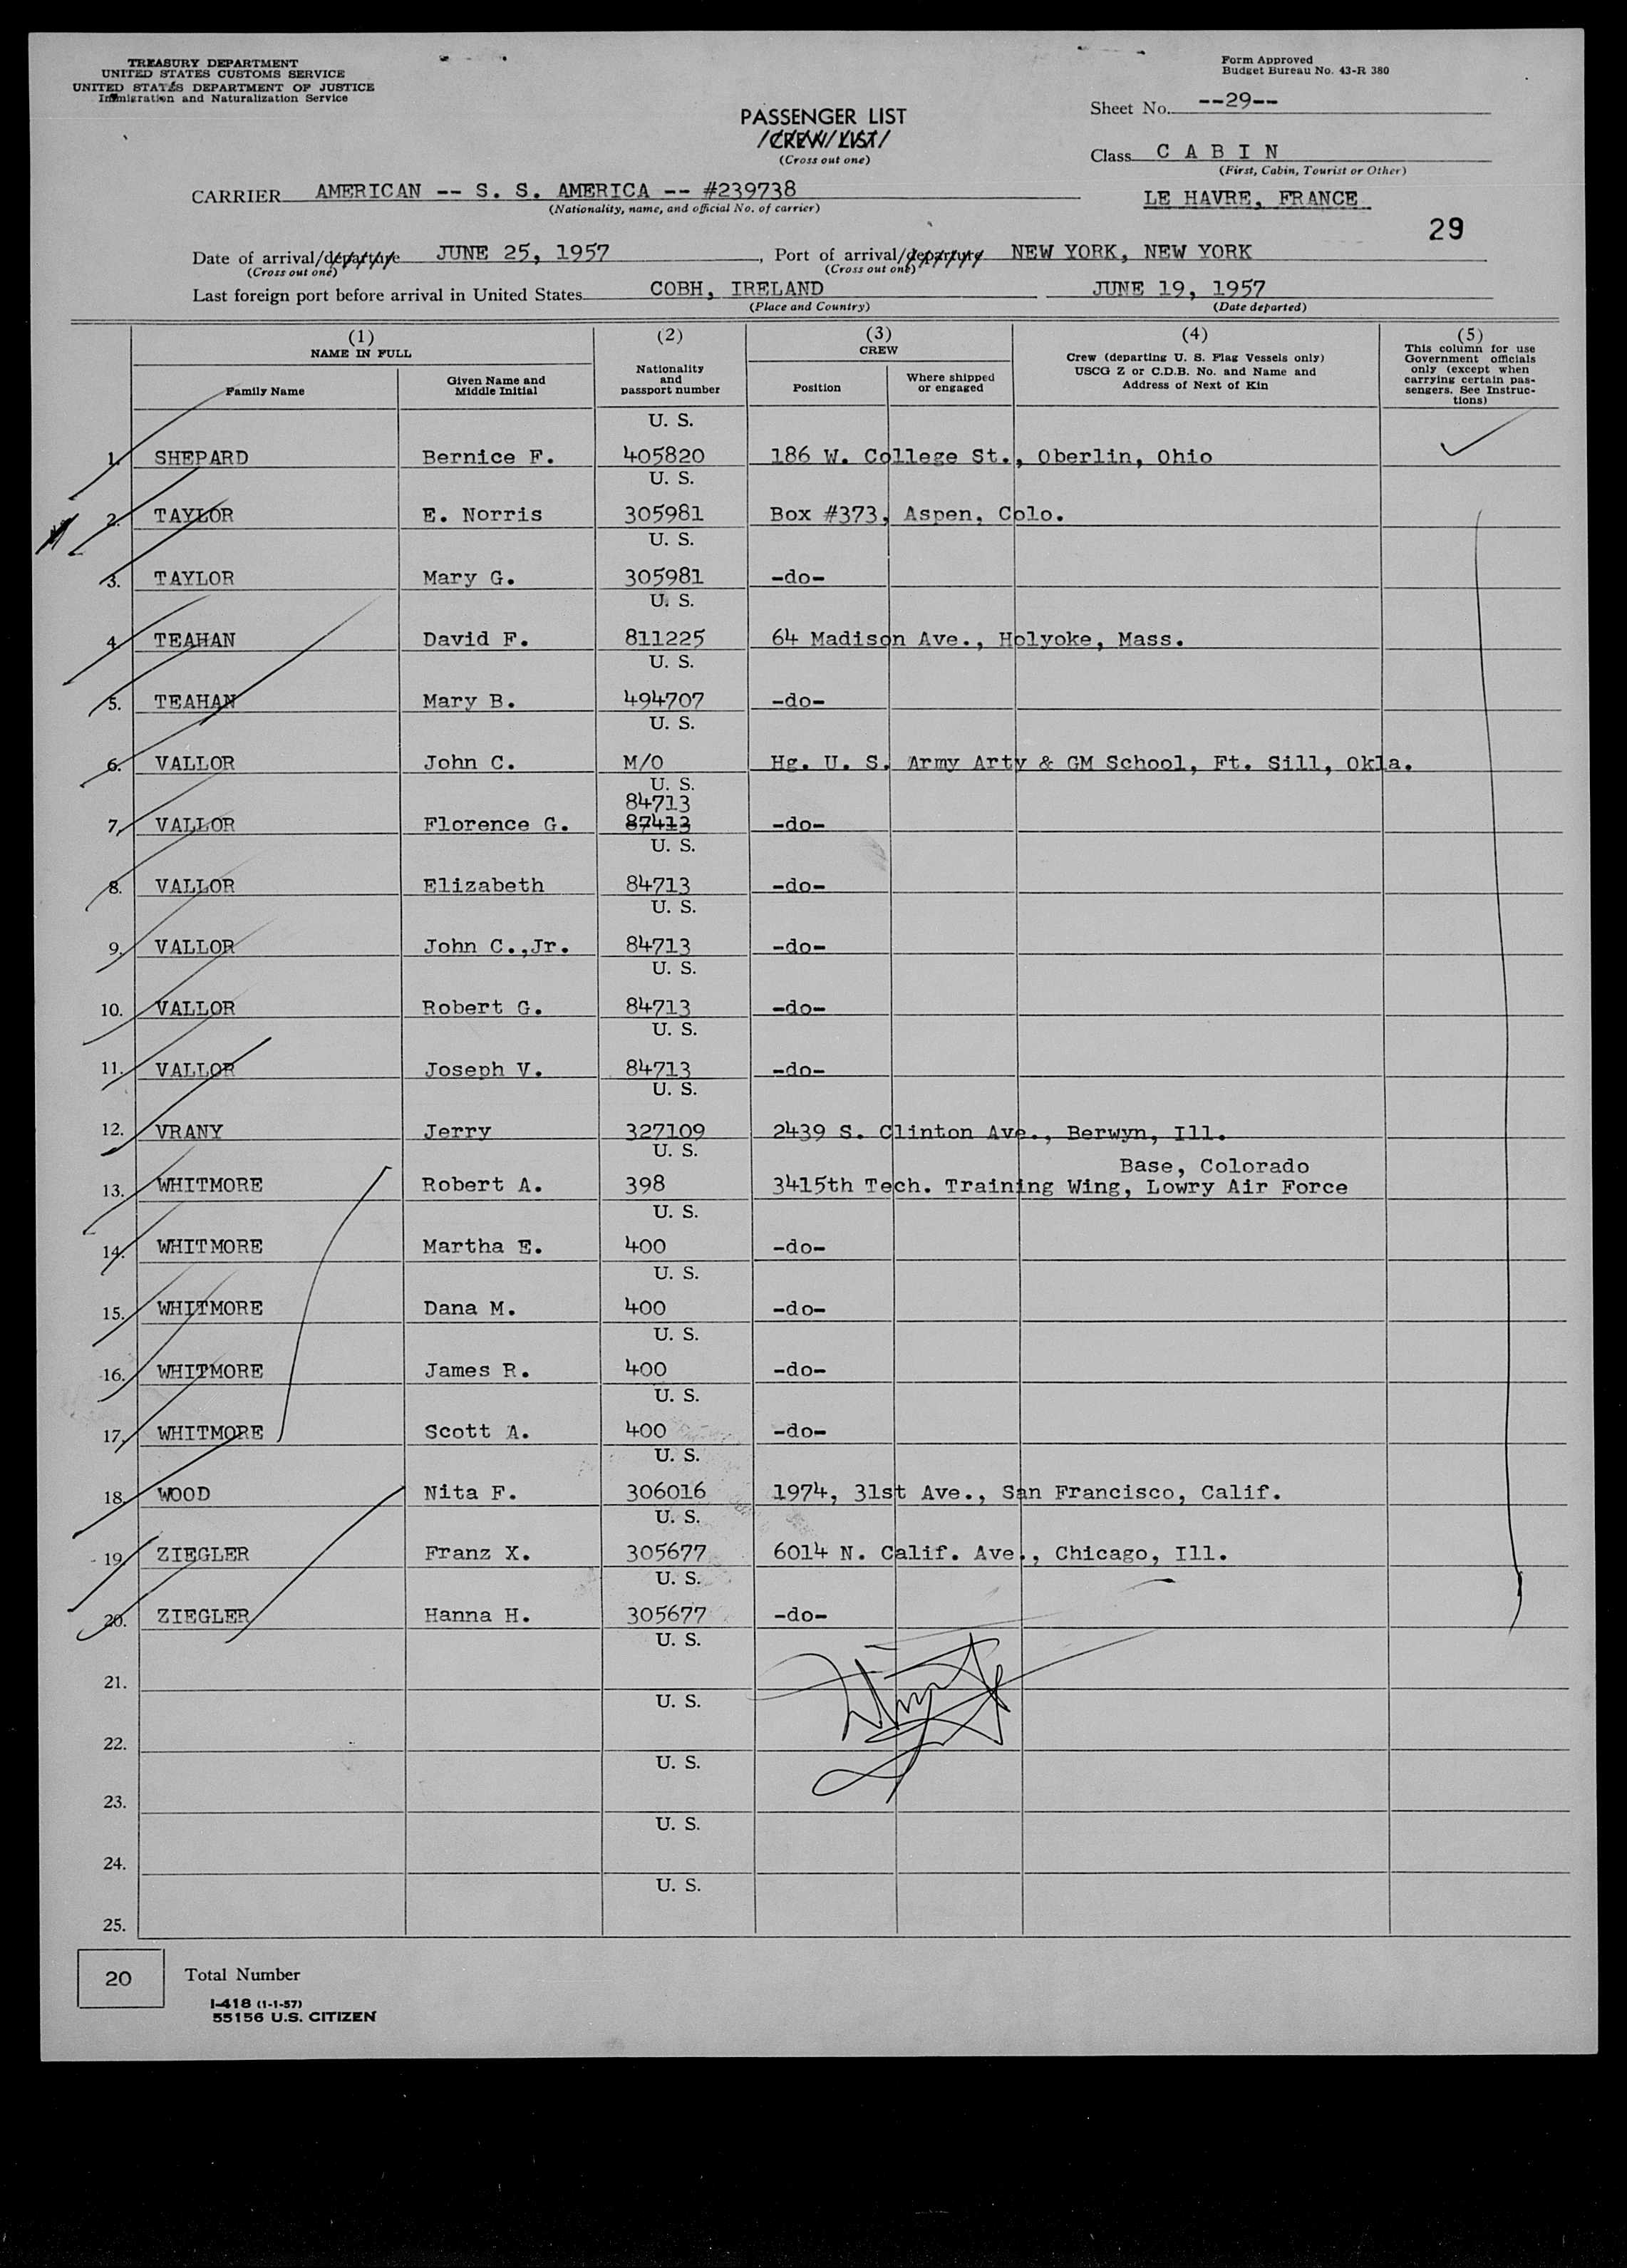 TREASURY DEPARTMENT
UNITED STATES CUSTOMS SERVICE
UNITED STATES DEPARTMENT OF JUSTICE
Immigration and Naturalization Service
Form Approved
Budget Bureau No. 43-R 380
PASSENGER LIST
/CREW/LIST/
(Cross out one)
Sheet No. --29--
Class C A B I N
(First, Cabin, Tourist or Other)
CARRIER AMERICAN -- S. S. AMERICA -- #239738
(Nationality, name, and official No. of carrier)
LE HAVRE, FRANCE
29
Date of arrival/departure JUNE 25, 1957, Port of arrival/departure NEW YORK, NEW YORK
(Cross out one) (Cross out one)
Last foreign port before arrival in United States COBH, IRELAND JUNE 19, 1957
(Place and Country) (Date departed)
(1) NAME IN FULL
Family Name
Given Name and Middle Initial
(2)
Nationality and passport number
(3) CREW
Position
Where shipped or engaged
(4)
Crew (departing U. S. Flag Vessels only)
USCG Z or C.D.B. No. and Name and
Address of Next of Kin
(5)
This column for use
Government officials
only (except when
carrying certain pas-
sengers. See Instruc-
tions)
U. S.
1. SHEPARD Bernice F. 405820 186 W. College St., Oberlin, Ohio
U. S.
2. TAYLOR E. Norris 305981 Box #373, Aspen, Colo.
U. S.
3. TAYLOR Mary G. 305981 -do-
U. S.
4. TEAHAN David F. 811225 64 Madison Ave., Holyoke, Mass.
U. S.
5. TEAHAN Mary B. 494707 -do-
U. S.
6. VALLOR John C. M/O Hg. U. S. Army Arty & GM School, Ft. Sill, Okla.
U. S.
84713
7. VALLOR Florence G. 87413 -do-
U. S.
8. VALLOR Elizabeth 84713 -do-
U. S.
9. VALLOR John C.,Jr. 84713 -do-
U. S.
10. VALLOR Robert G. 84713 -do-
U. S.
11. VALLOR Joseph V. 84713 -do-
U. S.
12. VRANY Jerry 327109 2439 S. Clinton Ave., Berwyn, Ill.
U. S.
Base, Colorado
13. WHITMORE Robert A. 398 3415th Tech. Training Wing, Lowry Air Force
U. S.
14. WHITMORE Martha E. 400 -do-
U. S.
15. WHITMORE Dana M. 400 -do-
U. S.
16. WHITMORE James R. 400 -do-
U. S.
17. WHITMORE Scott A. 400 -do-
U. S.
18. WOOD Nita F. 306016 1974, 31st Ave., San Francisco, Calif.
U. S.
19. ZIEGLER Franz X. 305677 6014 N. Calif. Ave., Chicago, Ill.
U. S.
20. ZIEGLER Hanna H. 305677 -do-
U. S.
21.
U. S.
22.
U. S.
23.
U. S.
24.
U. S.
25.
20 Total Number
I-418 (1-1-57)
55156 U.S. CITIZEN